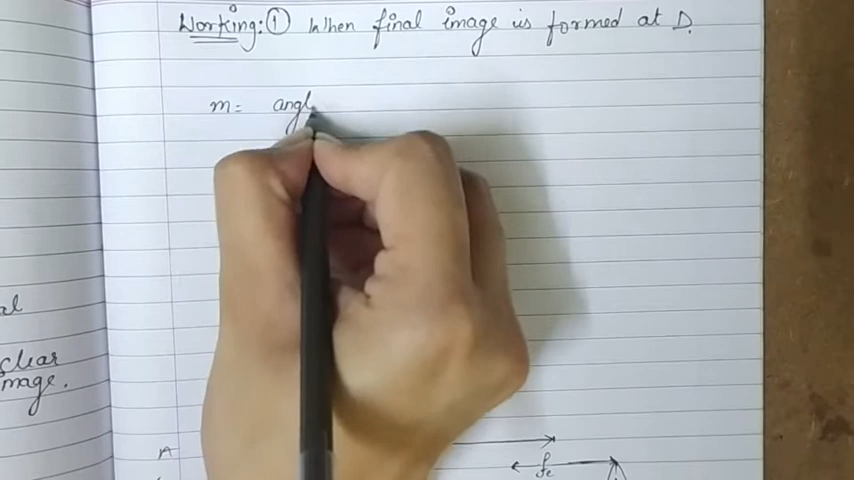 Working: ① When final image is formed at D.
m = angl
al
clear
image.
A
fe